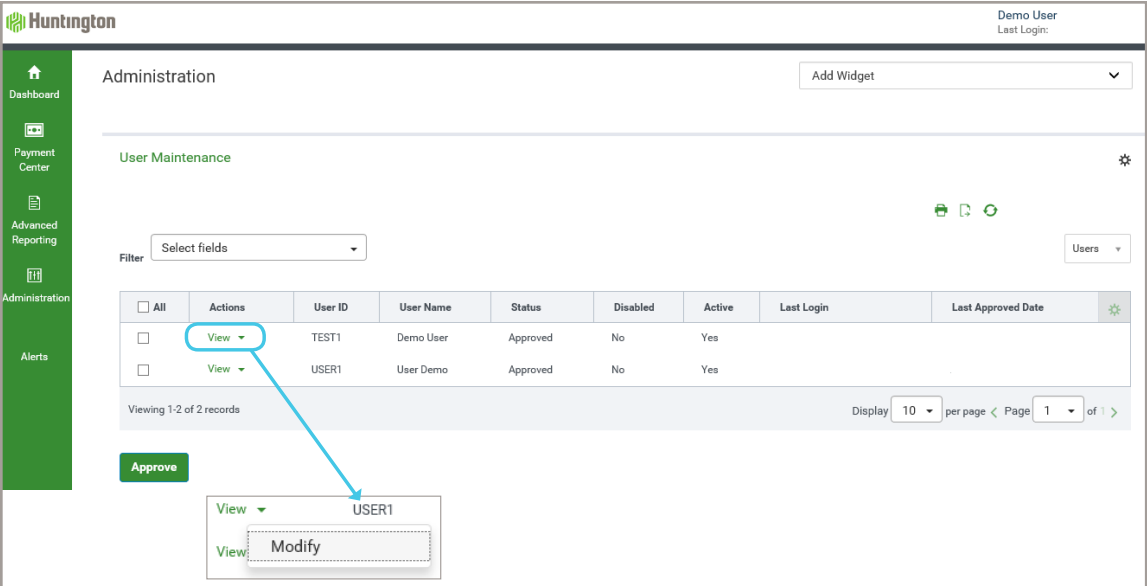 Huntington
Demo User
Last Login:
Dashboard
Payment
Center
Advanced
Reporting
Administration
Alerts
Administration
Add Widget
User Maintenance
Filter Select fields
Users
All Actions User ID User Name Status Disabled Active Last Login Last Approved Date
View TEST1 Demo User Approved No Yes
View USER1 User Demo Approved No Yes
Viewing 1-2 of 2 records
Display 10 per page Page 1 of 1
Approve
View USER1
View
Modify